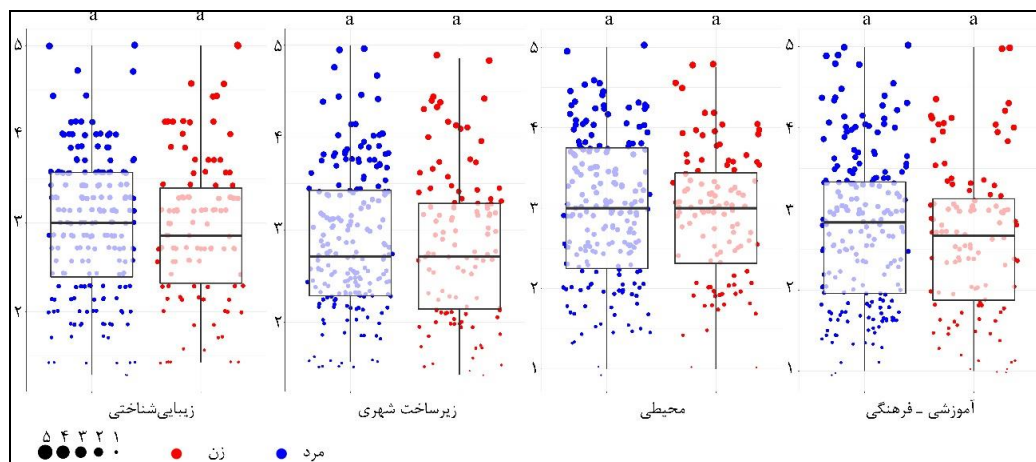 a a a a a a a a
۵ ۵ ۵ ۵
۴ ۴ ۴ ۴
۳ ۳ ۳ ۳
۲ ۲ ۲ ۲
۱ ۱
زیبایی‌شناختی زیرساخت شهری محیطی آموزشی ـ فرهنگی
۵ ۴ ۳ ۲ ۱
زن مرد